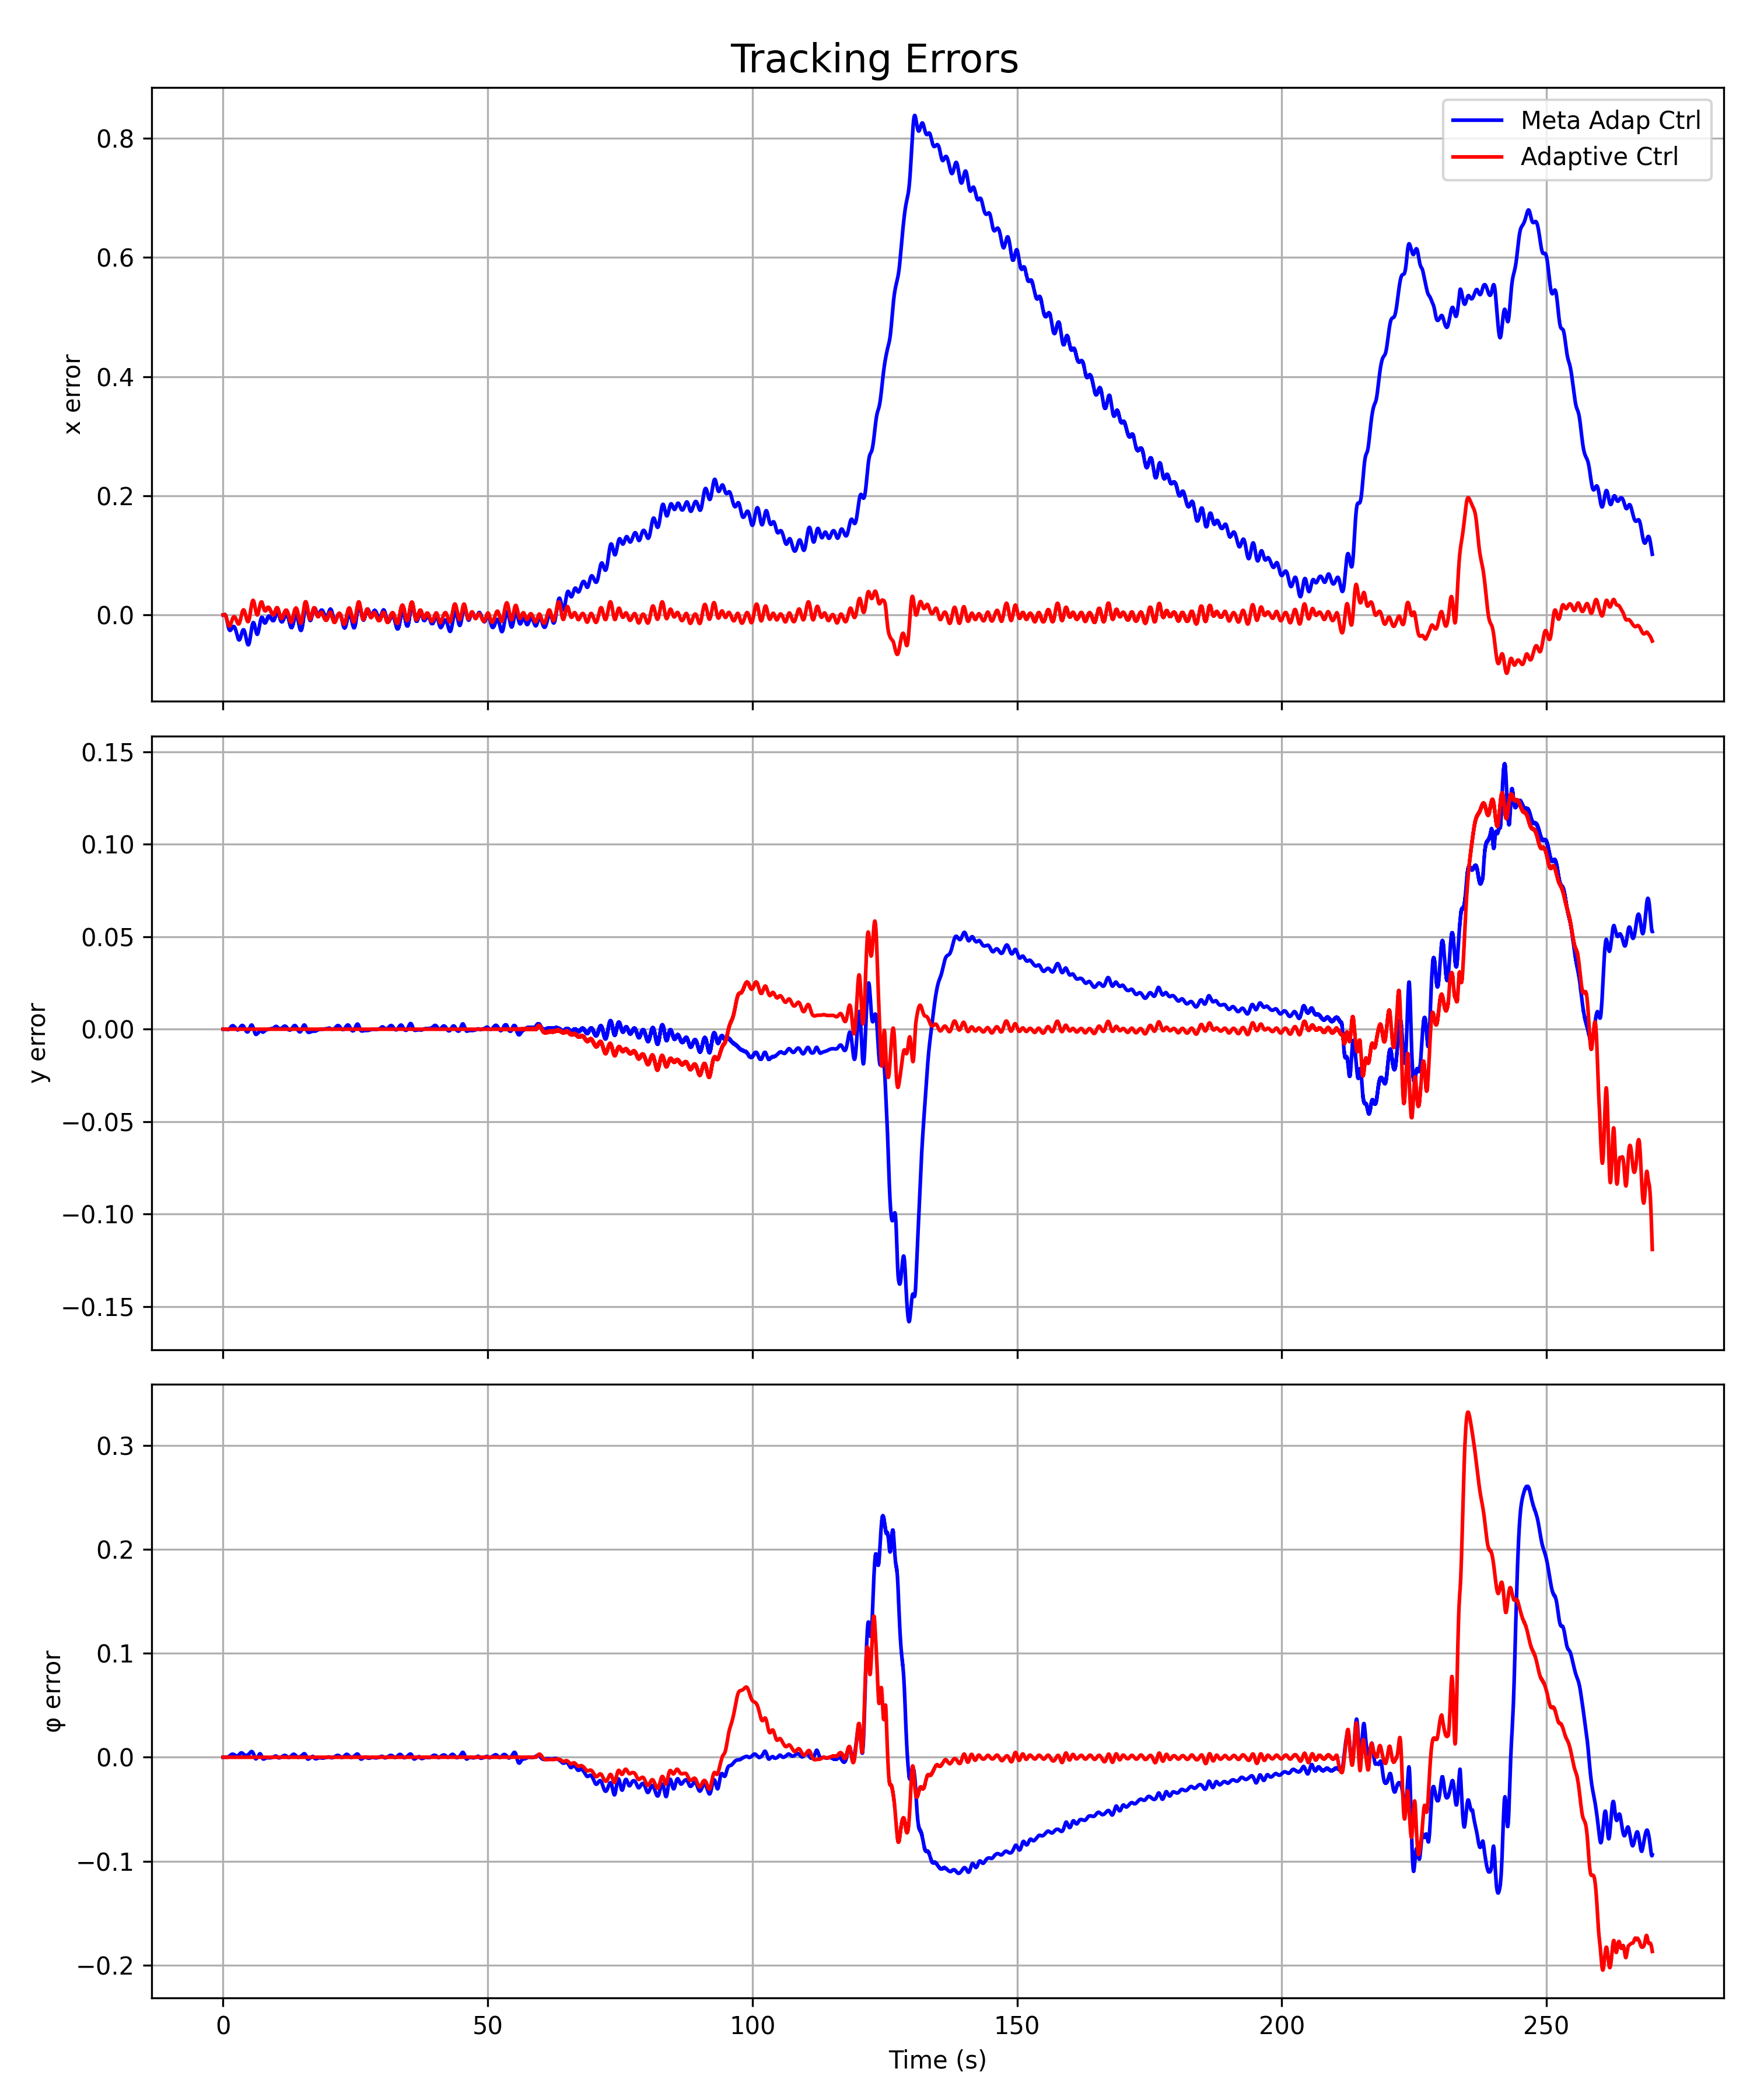 Tracking Errors
Meta Adap Ctrl
Adaptive Ctrl
0.8
0.6
0.4
0.2
0.0
x error
0.15
0.10
0.05
0.00
−0.05
−0.10
−0.15
y error
0.3
0.2
0.1
0.0
−0.1
−0.2
φ error
0 50 100 150 200 250
Time (s)